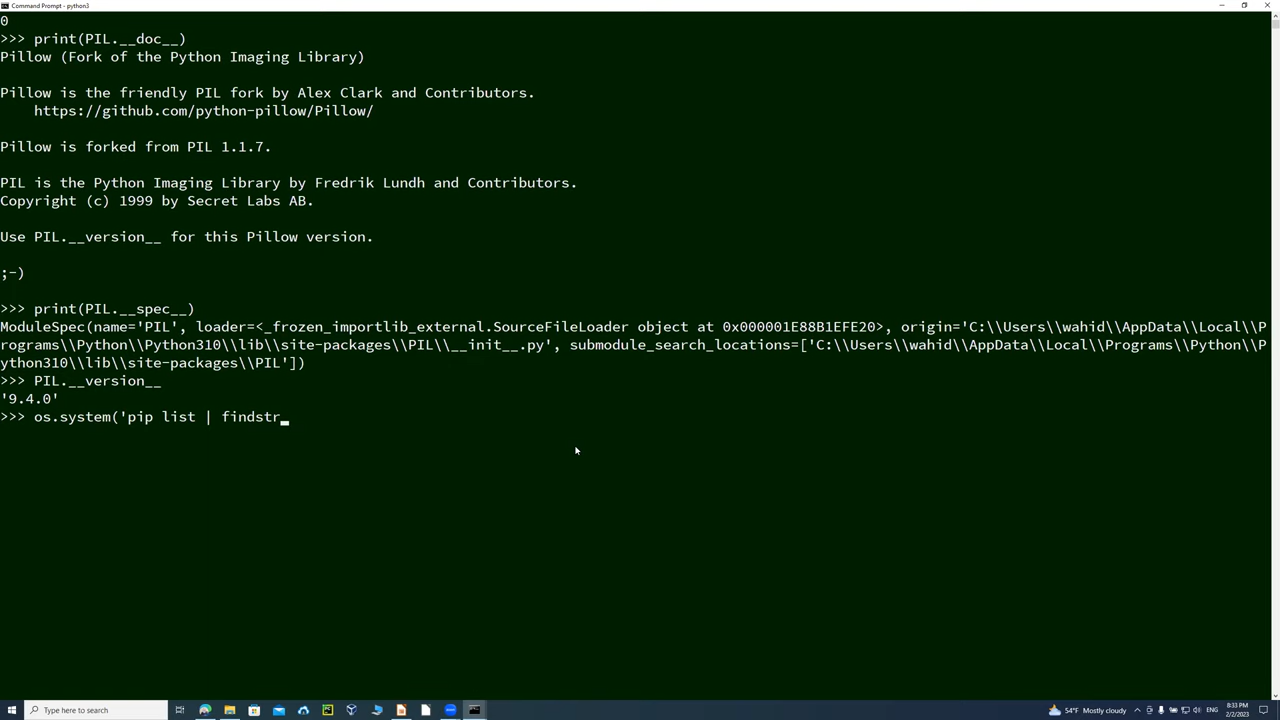 Command Prompt - python3
0
>>> print(PIL.__doc__)
Pillow (Fork of the Python Imaging Library)
Pillow is the friendly PIL fork by Alex Clark and Contributors.
https://github.com/python-pillow/Pillow/
Pillow is forked from PIL 1.1.7.
PIL is the Python Imaging Library by Fredrik Lundh and Contributors.
Copyright (c) 1999 by Secret Labs AB.
Use PIL.__version__ for this Pillow version.
;-)
>>> print(PIL.__spec__)
ModuleSpec(name='PIL', loader=<_frozen_importlib_external.SourceFileLoader object at 0x000001E88B1EFE20>, origin='C:\\Users\\wahid\\AppData\\Local\\P
rograms\\Python\\Python310\\lib\\site-packages\\PIL\\__init__.py', submodule_search_locations=['C:\\Users\\wahid\\AppData\\Local\\Programs\\Python\\P
ython310\\lib\\site-packages\\PIL'])
>>> PIL.__version__
'9.4.0'
>>> os.system('pip list | findstr
Type here to search
54°F Mostly cloudy
ENG
8:33 PM
2/2/2023